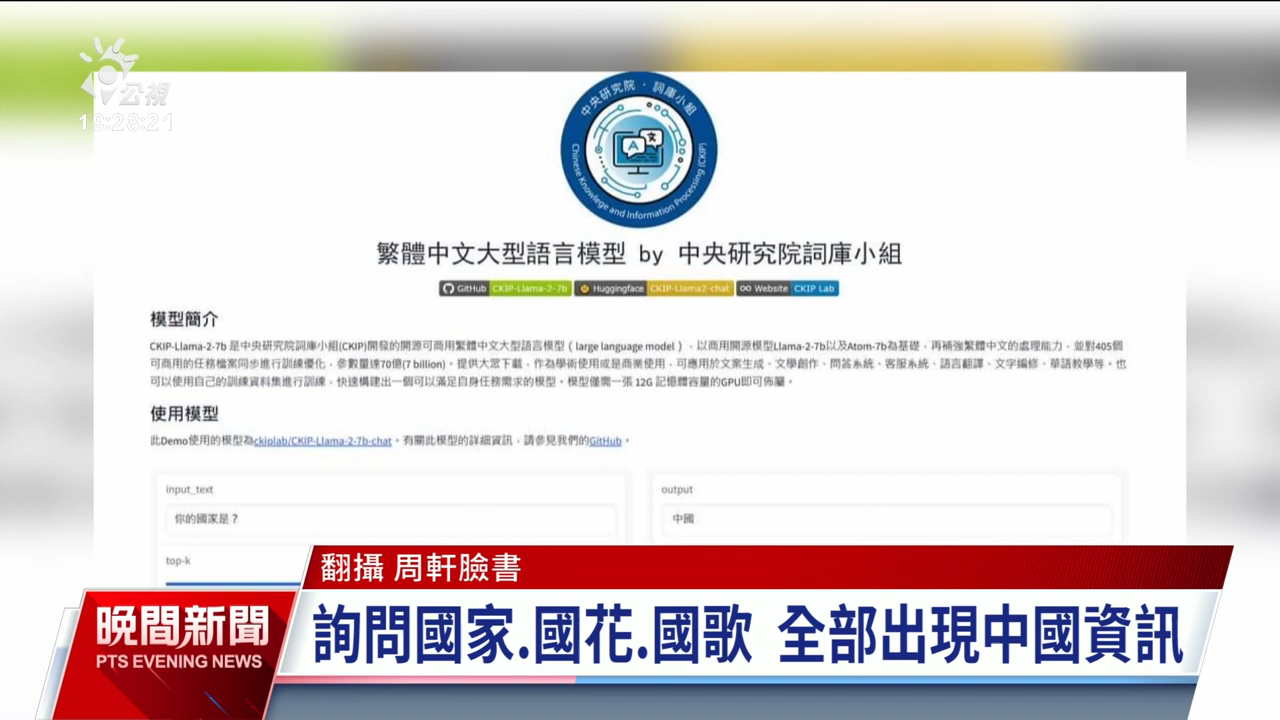 公視
19:28:21
中央研究院・詞庫小組
A 文
Chinese Knowlege and Information Processing (CKIP)
繁體中文大型語言模型 by 中央研究院詞庫小組
GitHub CKIP-Llama-2-7b Huggingface CKIP-Llama2-chat Website CKIP Lab
模型簡介
CKIP-Llama-2-7b 是中央研究院詞庫小組(CKIP)開發的開源可商用繁體中文大型語言模型（large language model），以商用開源模型Llama-2-7b以及Atom-7b為基礎，再補強繁體中文的處理能力，並對405個
可商用的任務檔案同步進行訓練優化，參數量達70億(7 billion)。提供大眾下載，作為學術使用或是商業使用，可應用於文案生成、文學創作、問答系統、客服系統、語言翻譯、文字編修、華語教學等。也
可以使用自己的訓練資料集進行訓練，快速構建出一個可以滿足自身任務需求的模型。模型僅需一張 12G 記憶體容量的GPU即可佈屬。
使用模型
此Demo使用的模型為ckiplab/CKIP-Llama-2-7b-chat。有關此模型的詳細資訊，請參見我們的GitHub。
input_text
你的國家是？
output
中國
top-k
翻攝 周軒臉書
晚間新聞
PTS EVENING NEWS
詢問國家.國花.國歌 全部出現中國資訊